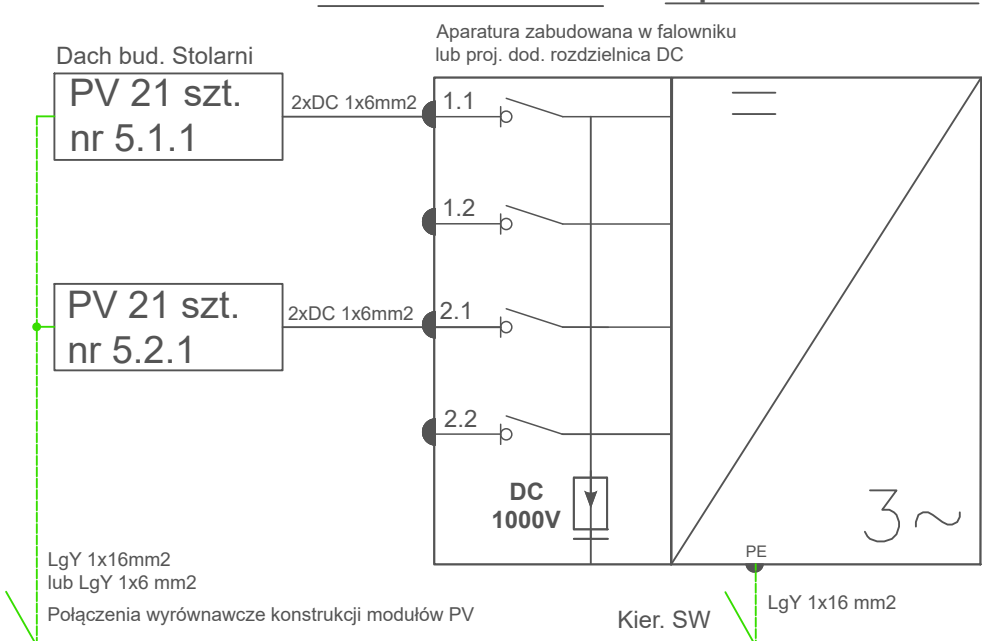 Aparatura zabudowana w falowniku
lub proj. dod. rozdzielnica DC
Dach bud. Stolarni
PV 21 szt.
nr 5.1.1
2xDC 1x6mm2
1.1
1.2
PV 21 szt.
nr 5.2.1
2xDC 1x6mm2
2.1
2.2
DC
1000V
3~
PE
LgY 1x16mm2
lub LgY 1x6 mm2
Połączenia wyrównawcze konstrukcji modułów PV
Kier. SW
LgY 1x16 mm2